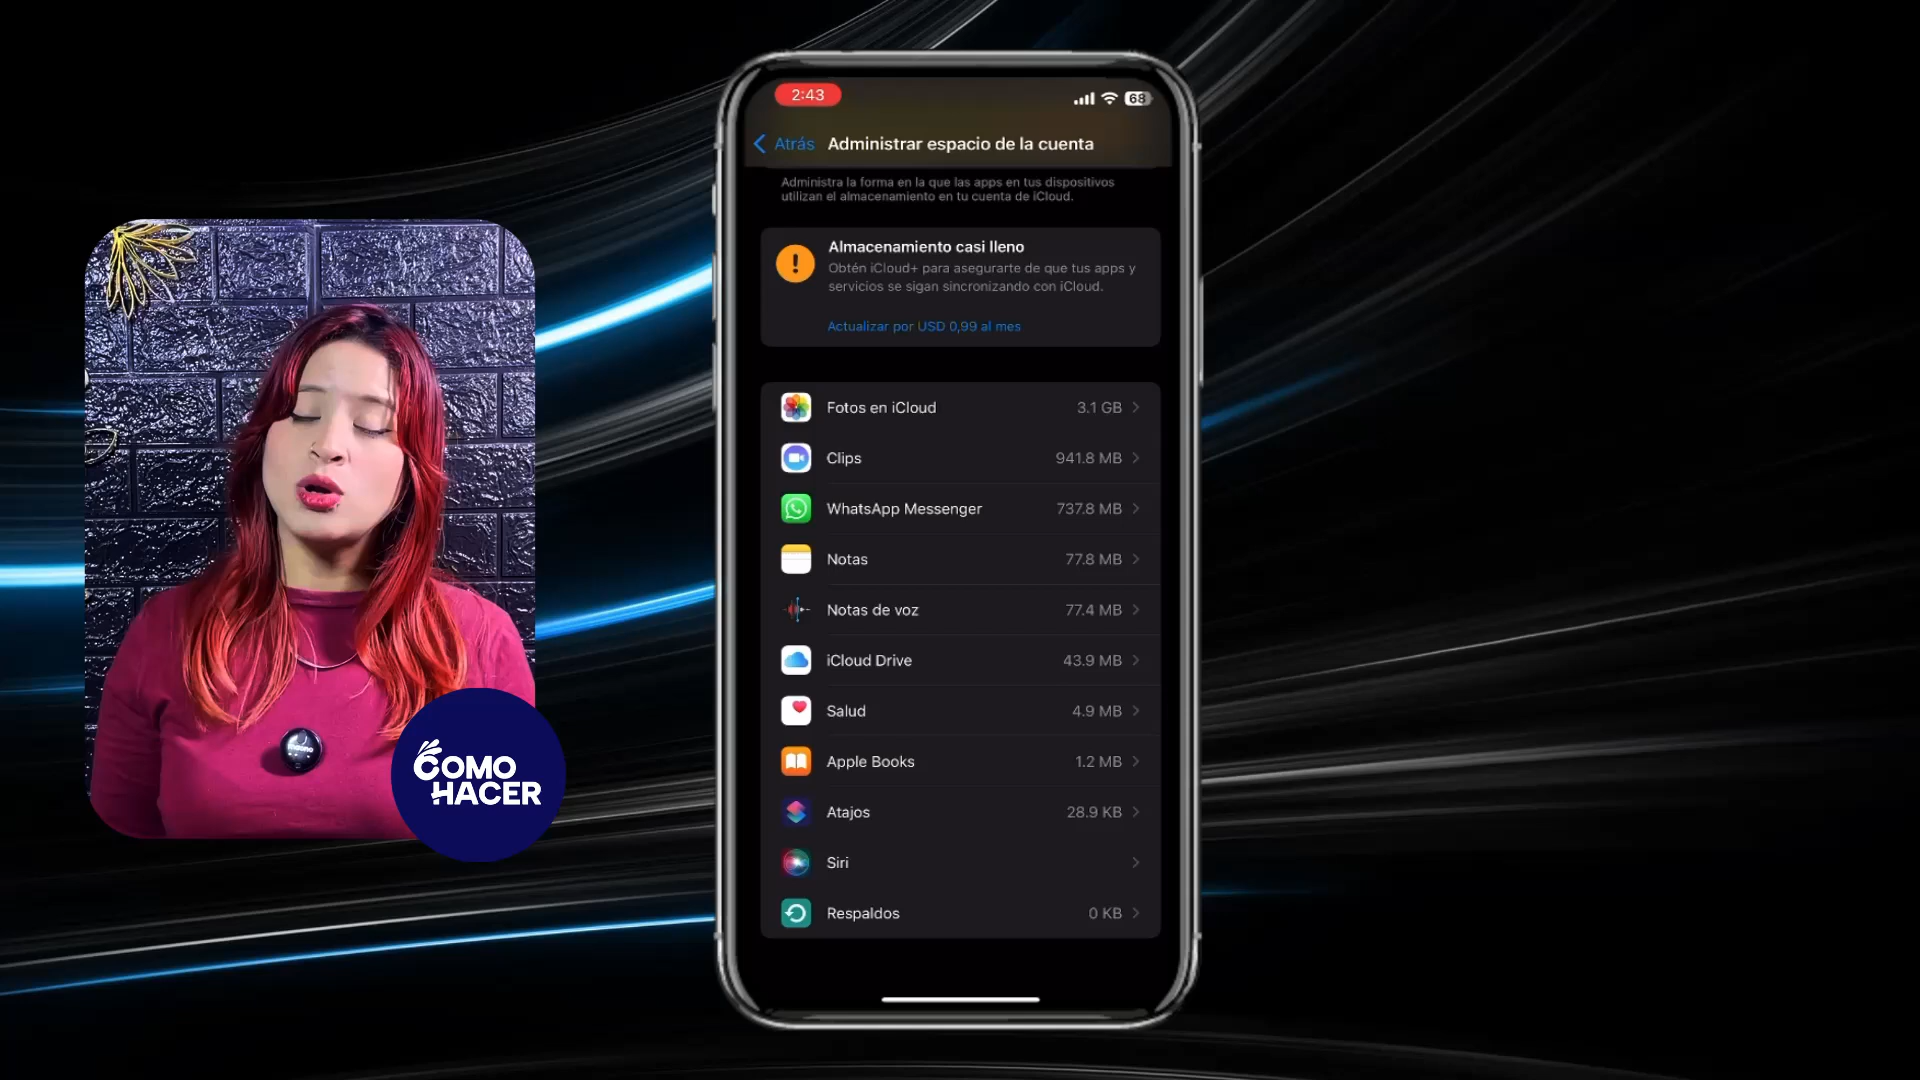 2:43
68
Atrás
Administrar espacio de la cuenta
Administra la forma en la que las apps en tus dispositivos
utilizan el almacenamiento en tu cuenta de iCloud.
Almacenamiento casi lleno
Obtén iCloud+ para asegurarte de que tus apps y
servicios se sigan sincronizando con iCloud.
Actualizar por USD 0,99 al mes
Fotos en iCloud 3.1 GB
Clips 941.8 MB
WhatsApp Messenger 737.8 MB
Notas 77.8 MB
Notas de voz 77.4 MB
iCloud Drive 43.9 MB
Salud 4.9 MB
Apple Books 1.2 MB
Atajos 28.9 KB
Siri
Respaldos 0 KB
COMO
HACER